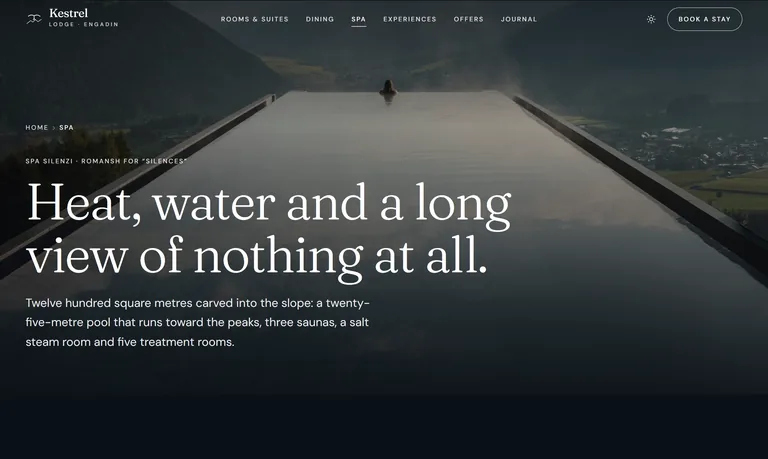 Kestrel
LODGE · ENGADIN
ROOMS & SUITES
DINING
SPA
EXPERIENCES
OFFERS
JOURNAL
BOOK A STAY
HOME › SPA
SPA SILENZI · ROMANSH FOR “SILENCES”
Heat, water and a long
view of nothing at all.
Twelve hundred square metres carved into the slope: a twenty-
five-metre pool that runs toward the peaks, three saunas, a salt
steam room and five treatment rooms.